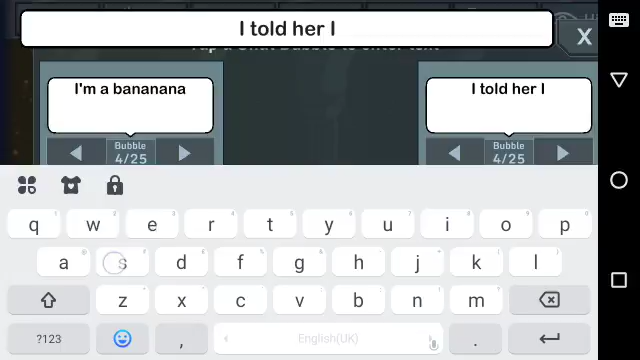 I told her I
X
Tap a Chat Bubble to enter text
I'm a bananana
I told her I
Bubble
4/25
Bubble
4/25
q w e r t y u i o p
a s d f g h j k l
z x c v b n m
?123 , English(UK) .